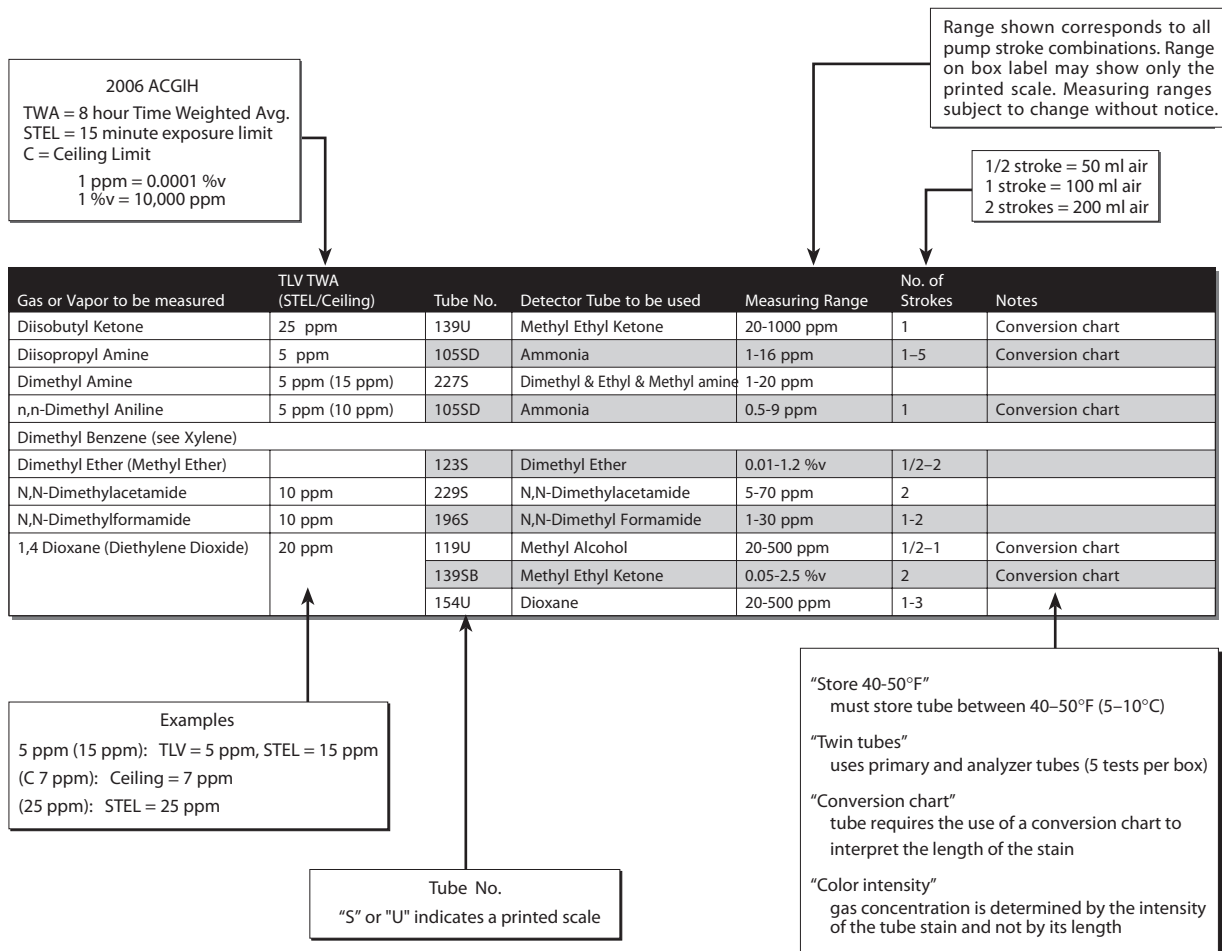 Range shown corresponds to all
pump stroke combinations. Range
on box label may show only the
printed scale. Measuring ranges
subject to change without notice.
2006 ACGIH
TWA = 8 hour Time Weighted Avg.
STEL = 15 minute exposure limit
C = Ceiling Limit
1 ppm = 0.0001 %v
1 %v = 10,000 ppm
1/2 stroke = 50 ml air
1 stroke = 100 ml air
2 strokes = 200 ml air
Gas or Vapor to be measured TLV TWA (STEL/Ceiling) Tube No. Detector Tube to be used Measuring Range No. of Strokes Notes
Diisobutyl Ketone 25 ppm 139U Methyl Ethyl Ketone 20-1000 ppm 1 Conversion chart
Diisopropyl Amine 5 ppm 105SD Ammonia 1-16 ppm 1–5 Conversion chart
Dimethyl Amine 5 ppm (15 ppm) 227S Dimethyl & Ethyl & Methyl amine 1-20 ppm
n,n-Dimethyl Aniline 5 ppm (10 ppm) 105SD Ammonia 0.5-9 ppm 1 Conversion chart
Dimethyl Benzene (see Xylene)
Dimethyl Ether (Methyl Ether) 123S Dimethyl Ether 0.01-1.2 %v 1/2–2
N,N-Dimethylacetamide 10 ppm 229S N,N-Dimethylacetamide 5-70 ppm 2
N,N-Dimethylformamide 10 ppm 196S N,N-Dimethyl Formamide 1-30 ppm 1-2
1,4 Dioxane (Diethylene Dioxide) 20 ppm 119U Methyl Alcohol 20-500 ppm 1/2–1 Conversion chart
139SB Methyl Ethyl Ketone 0.05-2.5 %v 2 Conversion chart
154U Dioxane 20-500 ppm 1-3
Examples
5 ppm (15 ppm): TLV = 5 ppm, STEL = 15 ppm
(C 7 ppm): Ceiling = 7 ppm
(25 ppm): STEL = 25 ppm
Tube No.
"S" or "U" indicates a printed scale
"Store 40-50°F"
must store tube between 40–50°F (5–10°C)
"Twin tubes"
uses primary and analyzer tubes (5 tests per box)
"Conversion chart"
tube requires the use of a conversion chart to
interpret the length of the stain
"Color intensity"
gas concentration is determined by the intensity
of the tube stain and not by its length